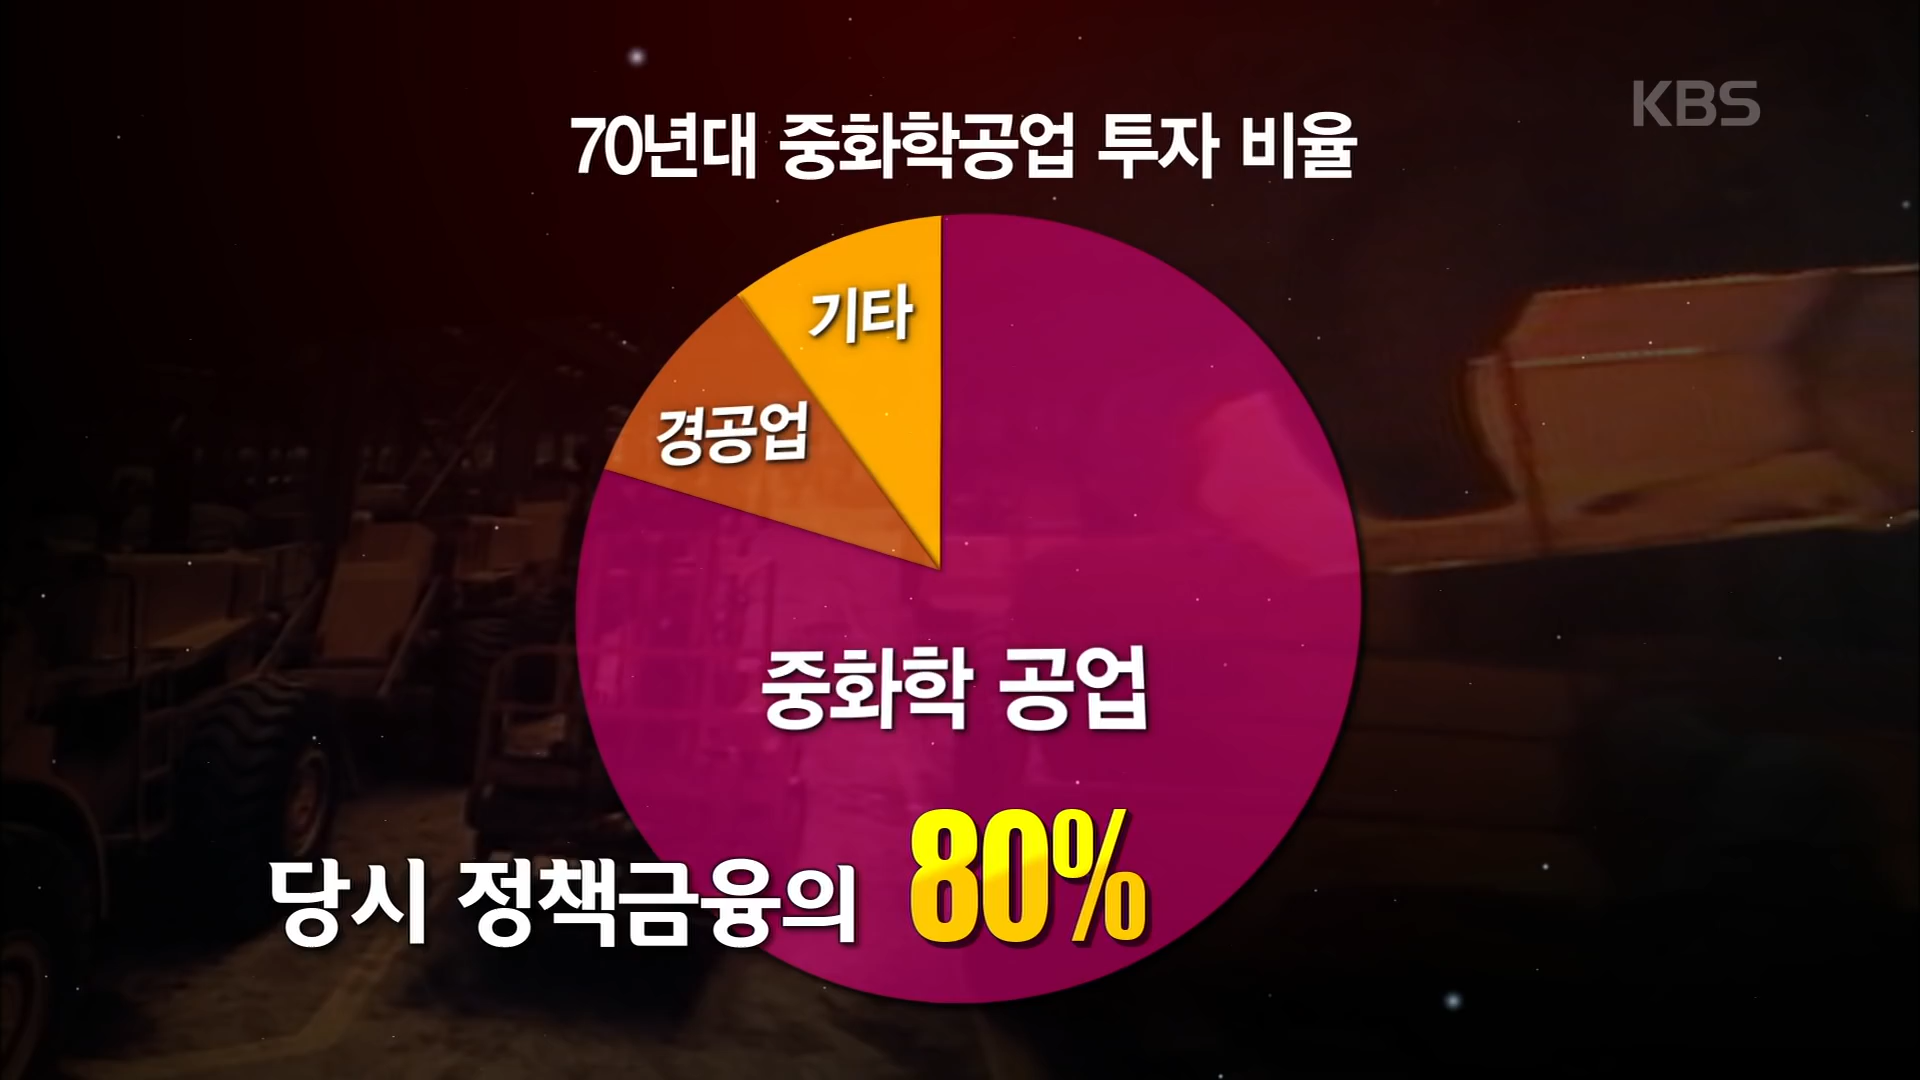 KBS
70년대 중화학공업 투자 비율
기타
경공업
중화학 공업
당시 정책금융의 80%